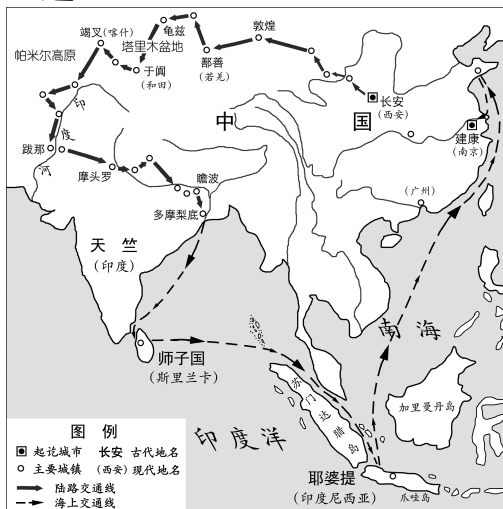 龟兹
敦煌
竭叉(喀什)
塔里木盆地
鄯善
(若羌)
帕米尔高原
于阗
(和田)
长安
(西安)
中国
建康
(南京)
印度河
跋那
摩头罗
瞻波
多摩梨底
(广州)
天竺
(印度)
南海
师子国
(斯里兰卡)
苏门达腊岛
加里曼丹岛
印度洋
耶婆提
(印度尼西亚)
爪哇岛
图例
起讫城市 长安 古代地名
主要城镇 (西安) 现代地名
陆路交通线
海上交通线